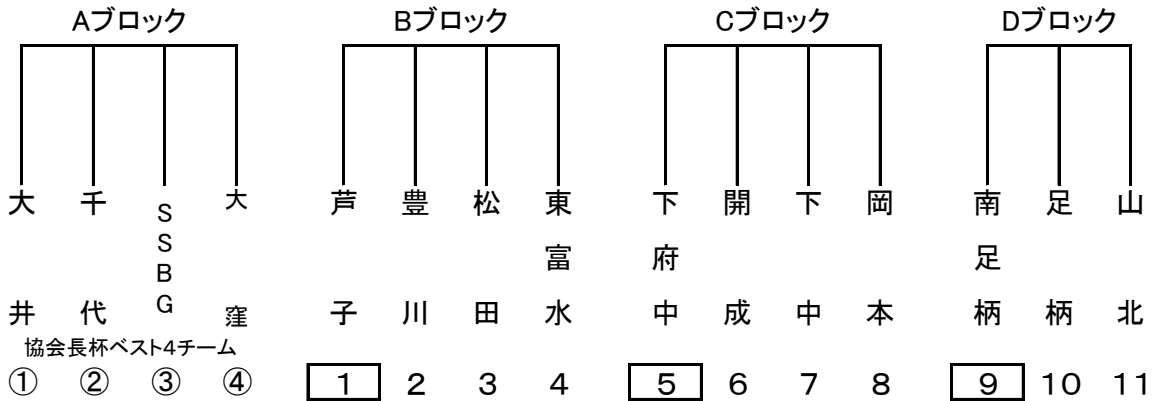 Aブロック Bブロック Cブロック Dブロック
大井 千代 SSBG 大窪 芦子 豊川 松田 東富水 下府中 開成 下中 岡本 南足柄 足柄 山北
協会長杯ベスト4チーム
① ② ③ ④ 1 2 3 4 5 6 7 8 9 10 11